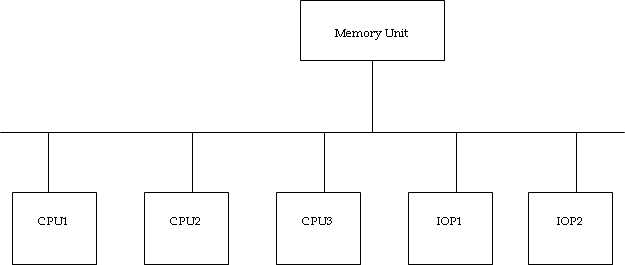 Memory Unit
CPU1
CPU2
CPU3
IOP1
IOP2